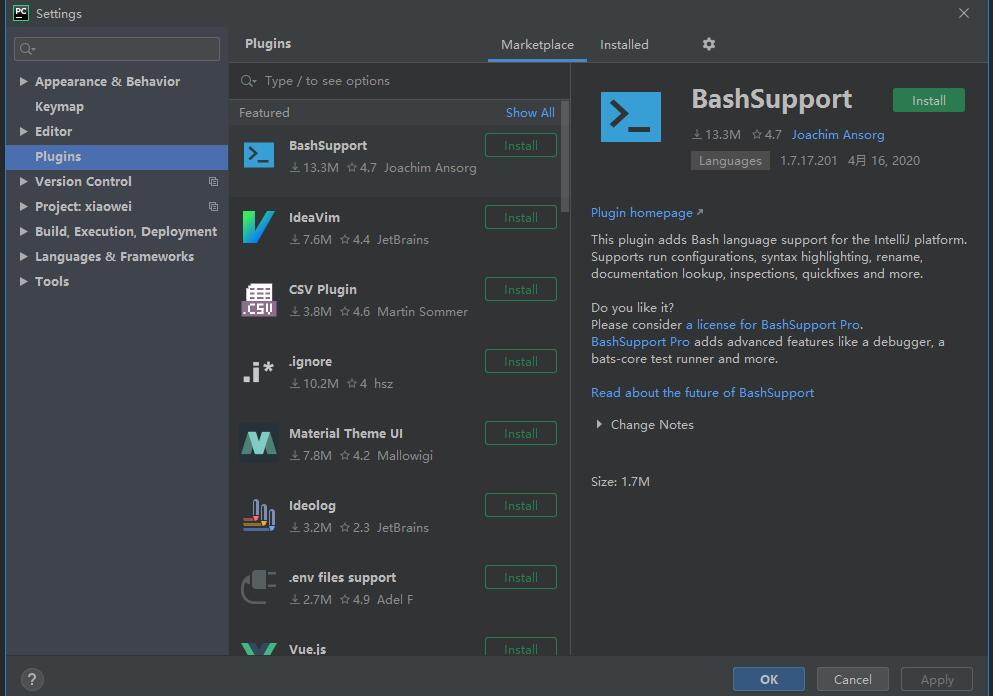 PC
Settings
Plugins
Marketplace
Installed
Appearance & Behavior
Keymap
Editor
Plugins
Version Control
Project: xiaowei
Build, Execution, Deployment
Languages & Frameworks
Tools
Type / to see options
Featured
Show All
BashSupport
Install
13.3M 4.7 Joachim Ansorg
IdeaVim
Install
7.6M 4.4 JetBrains
.CSV
CSV Plugin
Install
3.8M 4.6 Martin Sommer
.i*
.ignore
Install
10.2M 4 hsz
Material Theme UI
Install
7.8M 4.2 Mallowigi
Ideolog
Install
3.2M 2.3 JetBrains
.env files support
Install
2.7M 4.9 Adel F
Vue.js
Install
BashSupport
Install
13.3M 4.7 Joachim Ansorg
Languages 1.7.17.201 4月 16, 2020
Plugin homepage
This plugin adds Bash language support for the IntelliJ platform.
Supports run configurations, syntax highlighting, rename,
documentation lookup, inspections, quickfixes and more.
Do you like it?
Please consider a license for BashSupport Pro.
BashSupport Pro adds advanced features like a debugger, a
bats-core test runner and more.
Read about the future of BashSupport
Change Notes
Size: 1.7M
?
OK
Cancel
Apply